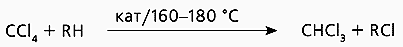 CCl₄ + RH кат/160–180 °C → CHCl₃ + RCl